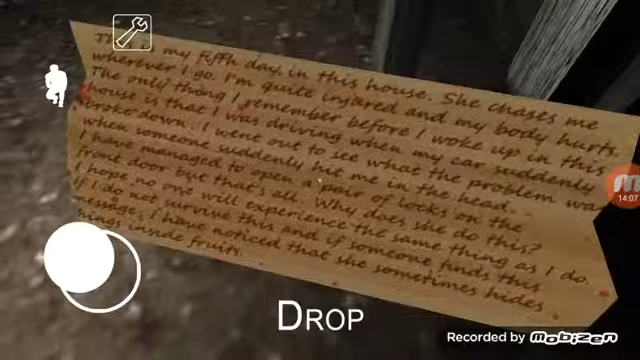 This is my fifth day in this house. She chases me
wherever I go. I'm quite injured and my body hurts.
The only thing I remember before I woke up in this
house is that I was driving when my car suddenly
broke down. I went out to see what the problem was
when someone suddenly hit me in the head.
I have managed to open a pair of locks on the
front door but that's all. Why does she do this?
I hope no one will experience the same thing as I do.
If I do not survive this and if someone finds this
message: I have noticed that she sometimes hides
things inside fruits.
14:07
DROP
Recorded by mobizen